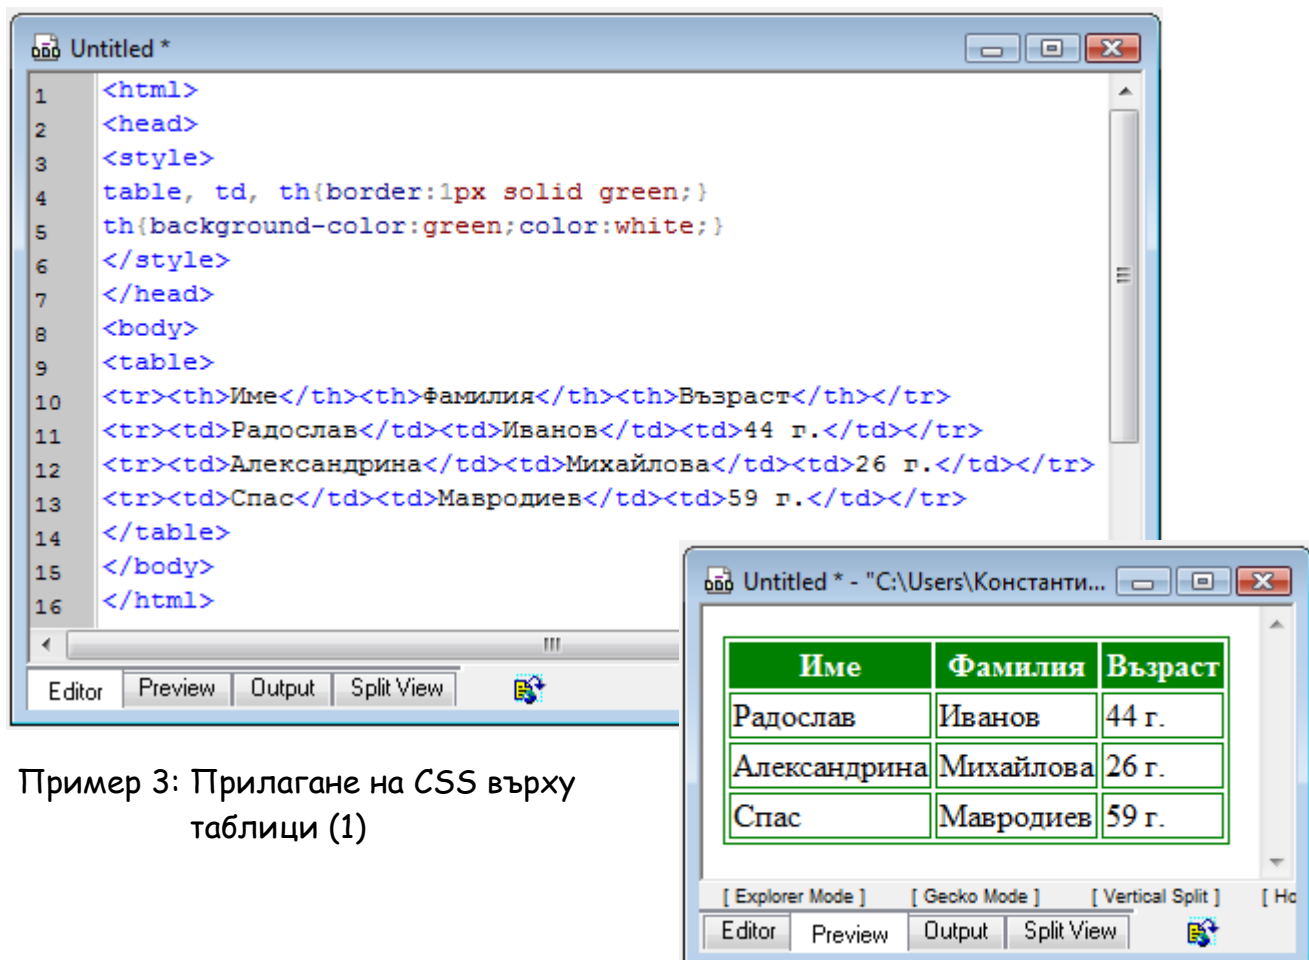 Untitled *
1 <html>
2 <head>
3 <style>
4 table, td, th{border:1px solid green;}
5 th{background-color:green;color:white;}
6 </style>
7 </head>
8 <body>
9 <table>
10 <tr><th>Име</th><th>Фамилия</th><th>Възраст</th></tr>
11 <tr><td>Радослав</td><td>Иванов</td><td>44 г.</td></tr>
12 <tr><td>Александрина</td><td>Михайлова</td><td>26 г.</td></tr>
13 <tr><td>Спас</td><td>Мавродиев</td><td>59 г.</td></tr>
14 </table>
15 </body>
16 </html>
Editor Preview Output Split View
Untitled * - "C:\Users\Константи...
Име Фамилия Възраст
Радослав Иванов 44 г.
Александрина Михайлова 26 г.
Спас Мавродиев 59 г.
[ Explorer Mode ] [ Gecko Mode ] [ Vertical Split ] [ Ho
Editor Preview Output Split View
Пример 3: Прилагане на CSS върху
таблици (1)